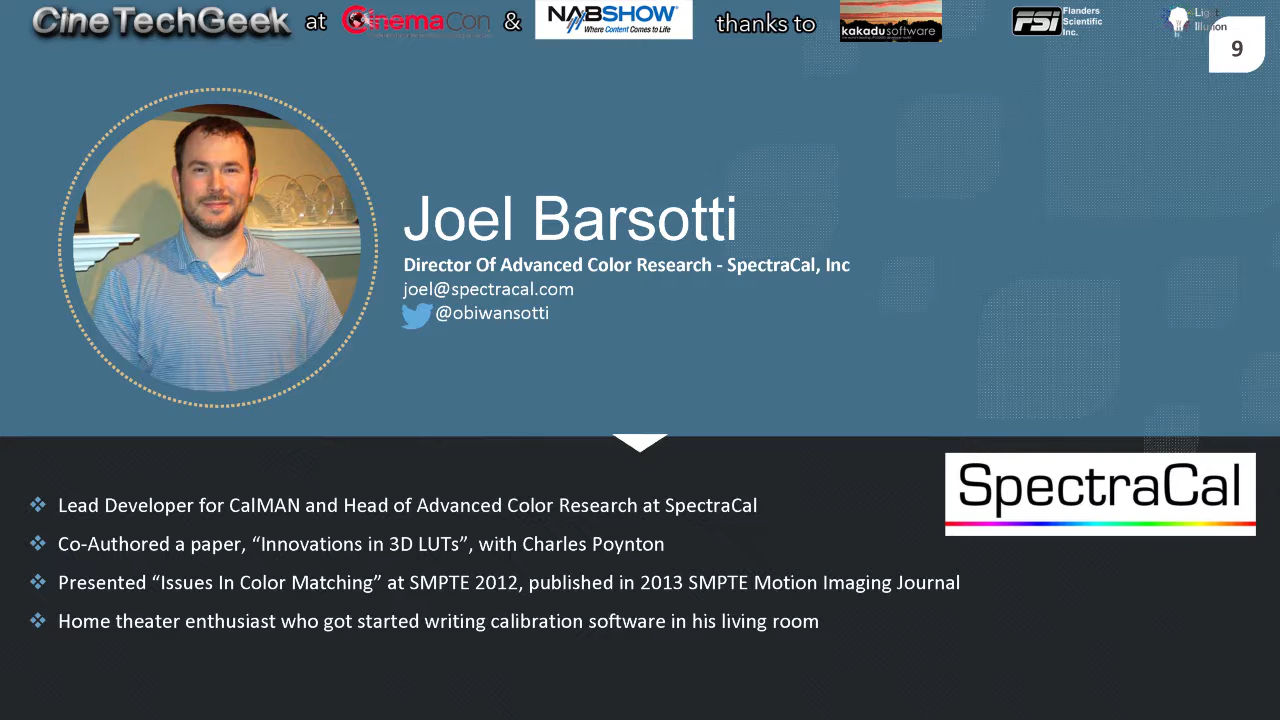 CineTechGeek at CinemaCon & NABSHOW® thanks to kakadusoftware FSI Flanders Scientific Inc. Light Illusion
Where Content Comes to Life
9
Joel Barsotti
Director Of Advanced Color Research - SpectraCal, Inc
joel@spectracal.com
@obiwansotti
SpectraCal
❖ Lead Developer for CalMAN and Head of Advanced Color Research at SpectraCal
❖ Co-Authored a paper, “Innovations in 3D LUTs”, with Charles Poynton
❖ Presented “Issues In Color Matching” at SMPTE 2012, published in 2013 SMPTE Motion Imaging Journal
❖ Home theater enthusiast who got started writing calibration software in his living room